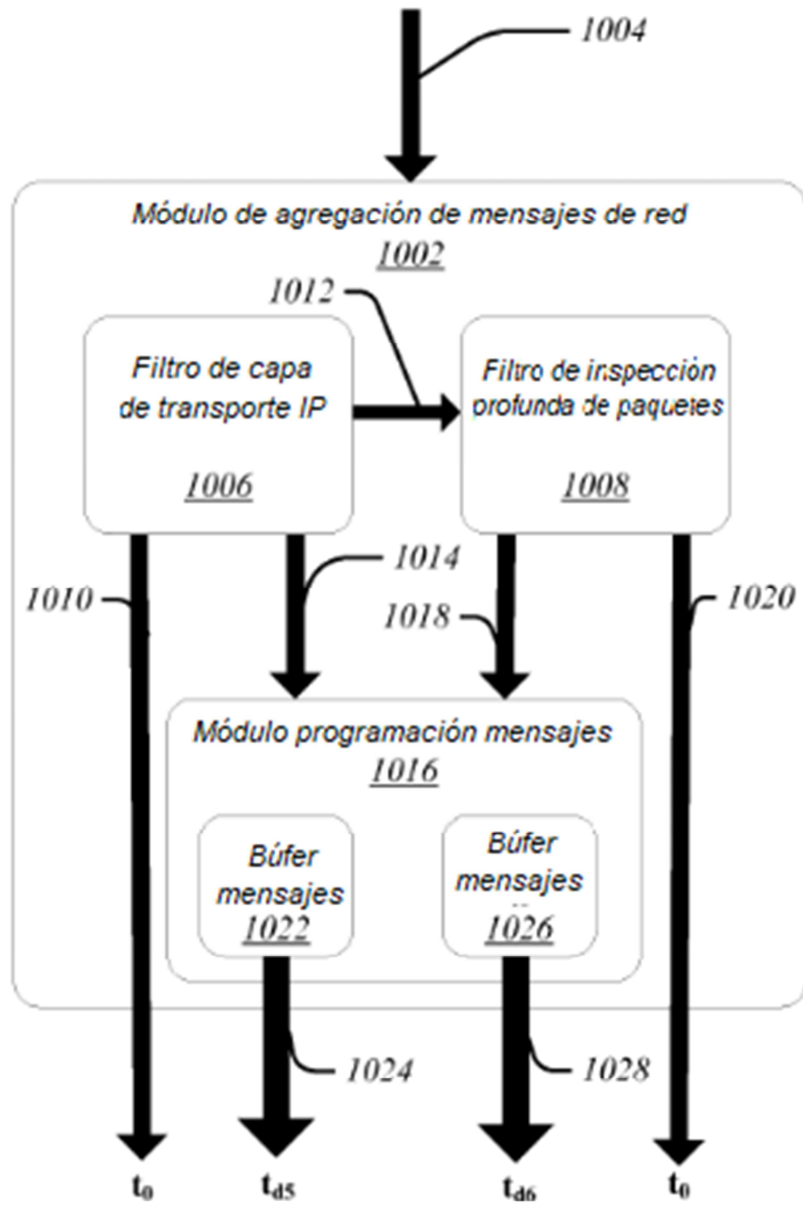 1004
Módulo de agregación de mensajes de red
1002
1012
Filtro de capa
de transporte IP
1006
Filtro de inspección
profunda de paquetes
1008
1010
1014
1018
1020
Módulo programación mensajes
1016
Búfer
mensajes
1022
Búfer
mensajes
1026
1024
1028
t₀
t_d5
t_d6
t₀